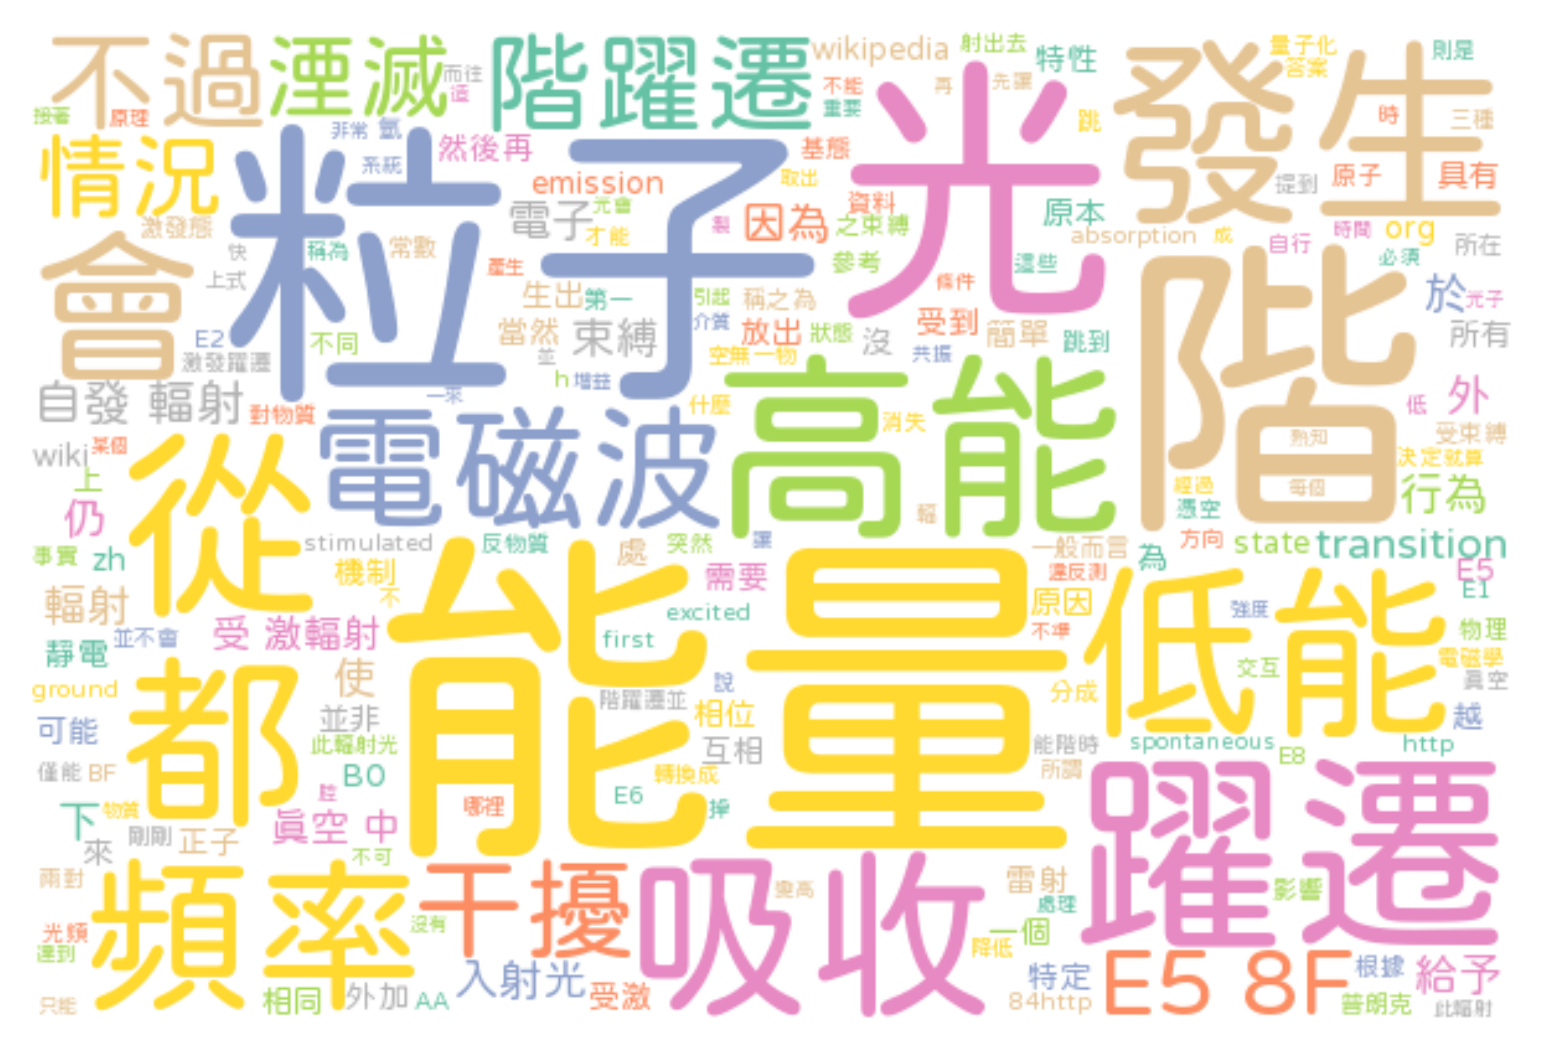 不過
湮滅
而往
造
階躍遷
wikipedia
射出去
特性
發生
量子化
答案
則是
接著
原理
不能
重要
再
先讓
光
跳
時
三種
情況
非常
氫
系統
然後再
粒子
基態
取出
提到
原子
具有
激發態
emission
電子
光會
才能
因為
資料
之束縛
原本
absorption
成
自行
時間
org
所在
會
快
稱為
常數
上式
產生
參考
條件
這些
階
必須
於
光子
生出
第一
引起
介質
稱之為
E2
不同
當然
束縛
放出
狀態
沒
受到
簡單
跳到
所有
激發躍遷
並
h
增益
空無一物
共振
自發 輻射
對物質
一來
電磁波
什麼
高能
消失
低
外
受束縛
熟知
wiki
某個
從
決定就算
上
仍
經過
憑空
每個
行為
stimulated
反物質
處
突然
讓
輻
一般而言
為
方向
state
transition
事實
zh
機制
不
能量
需要
E5
E1
輻射
excited
原因
不準
低能
強度
受 激輻射
並不會
first
物理
靜電
都
使
說
交互
電磁學
真空
ground
階躍遷並
相位
分成
可能
並非
越
此輻射光
互相
能階時
spontaneous
E8
http
僅能
BF
B0
轉換成
所謂
躍遷
下
物質
哪裡
E6
真空 中
剛剛
正子
來
不可
兩對
頻率
干擾
吸收
雷射
處理
影響
光頻
達到
沒有
一個
降低
入射光
受激
特定
E5 8F
根據
給予
只能
相同
外加
AA
84http
普朗克
此輻射